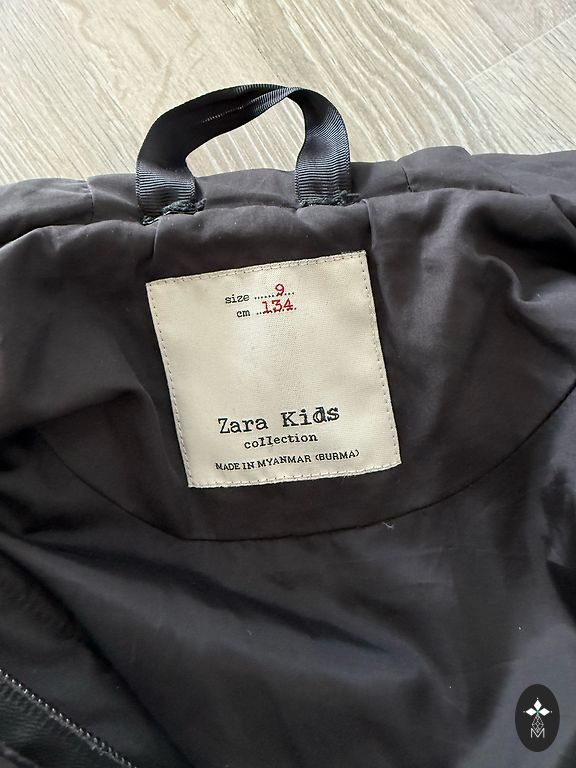 size ......9...
cm ..134.
Zara Kids
collection
MADE IN MYANMAR (BURMA)
M